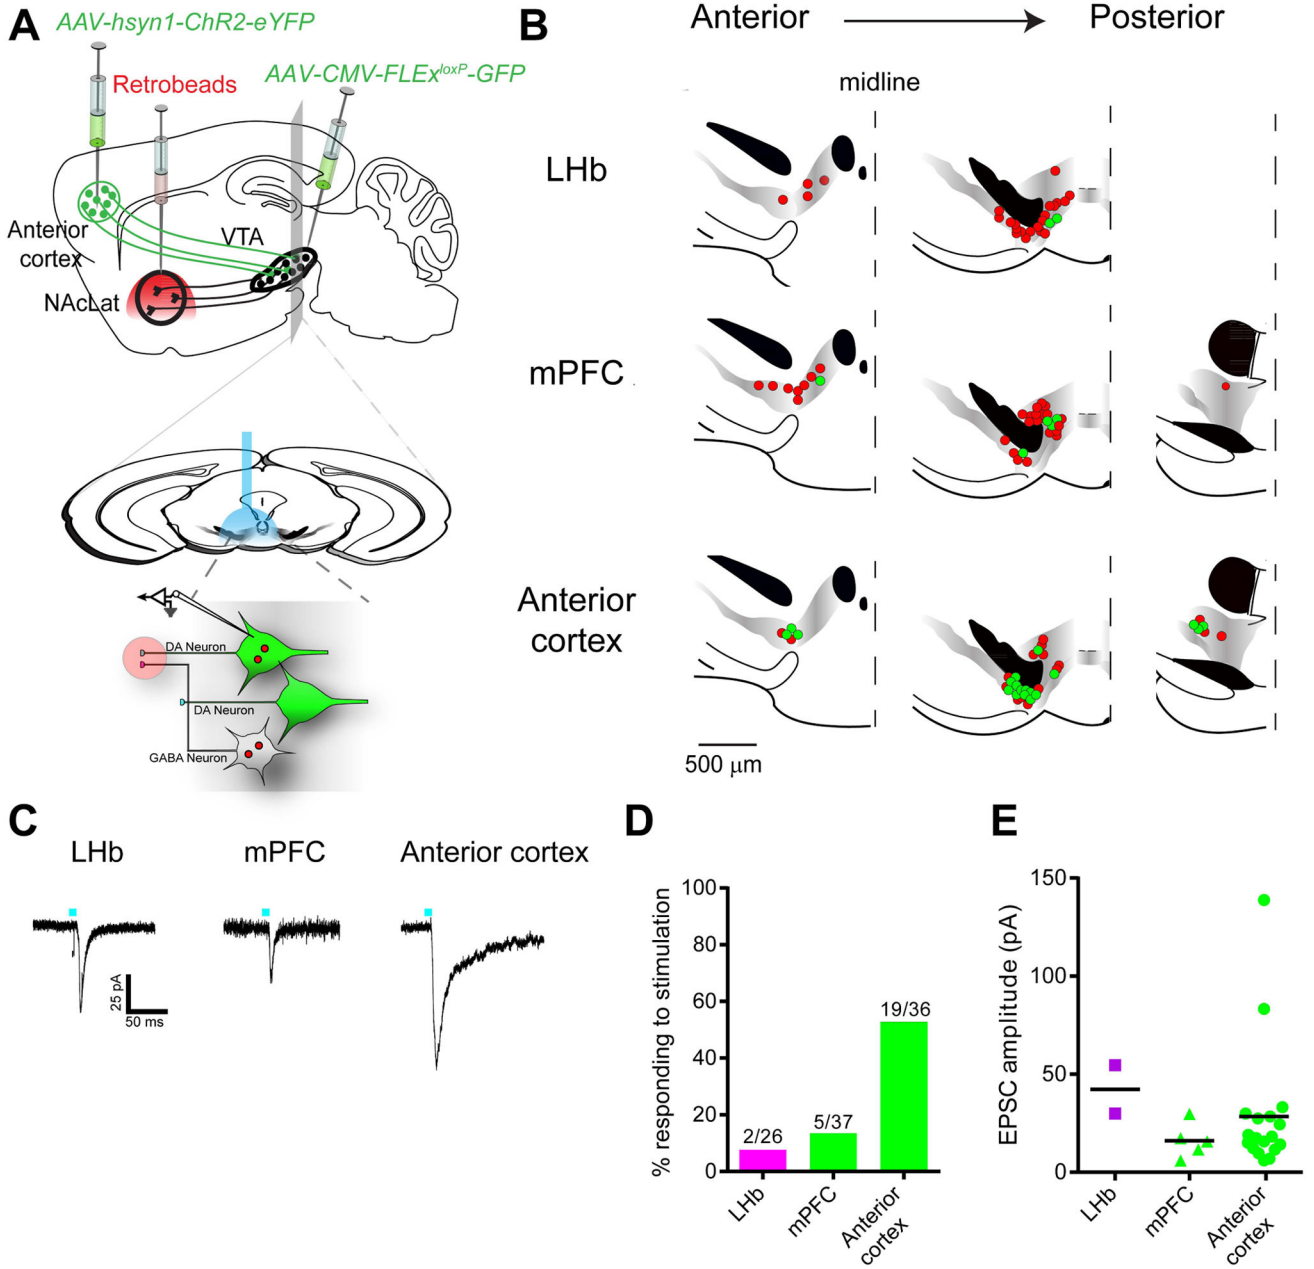 A
AAV-hsyn1-ChR2-eYFP
Retrobeads
AAV-CMV-FLEx^loxP-GFP
Anterior
cortex
VTA
NAcLat
DA Neuron
DA Neuron
GABA Neuron
B
Anterior
Posterior
midline
LHb
mPFC
Anterior
cortex
500 µm
C
LHb
mPFC
Anterior cortex
25 pA
50 ms
D
% responding to stimulation
100
80
60
40
20
0
2/26
5/37
19/36
LHb
mPFC
Anterior
cortex
E
EPSC amplitude (pA)
150
100
50
0
LHb
mPFC
Anterior
cortex